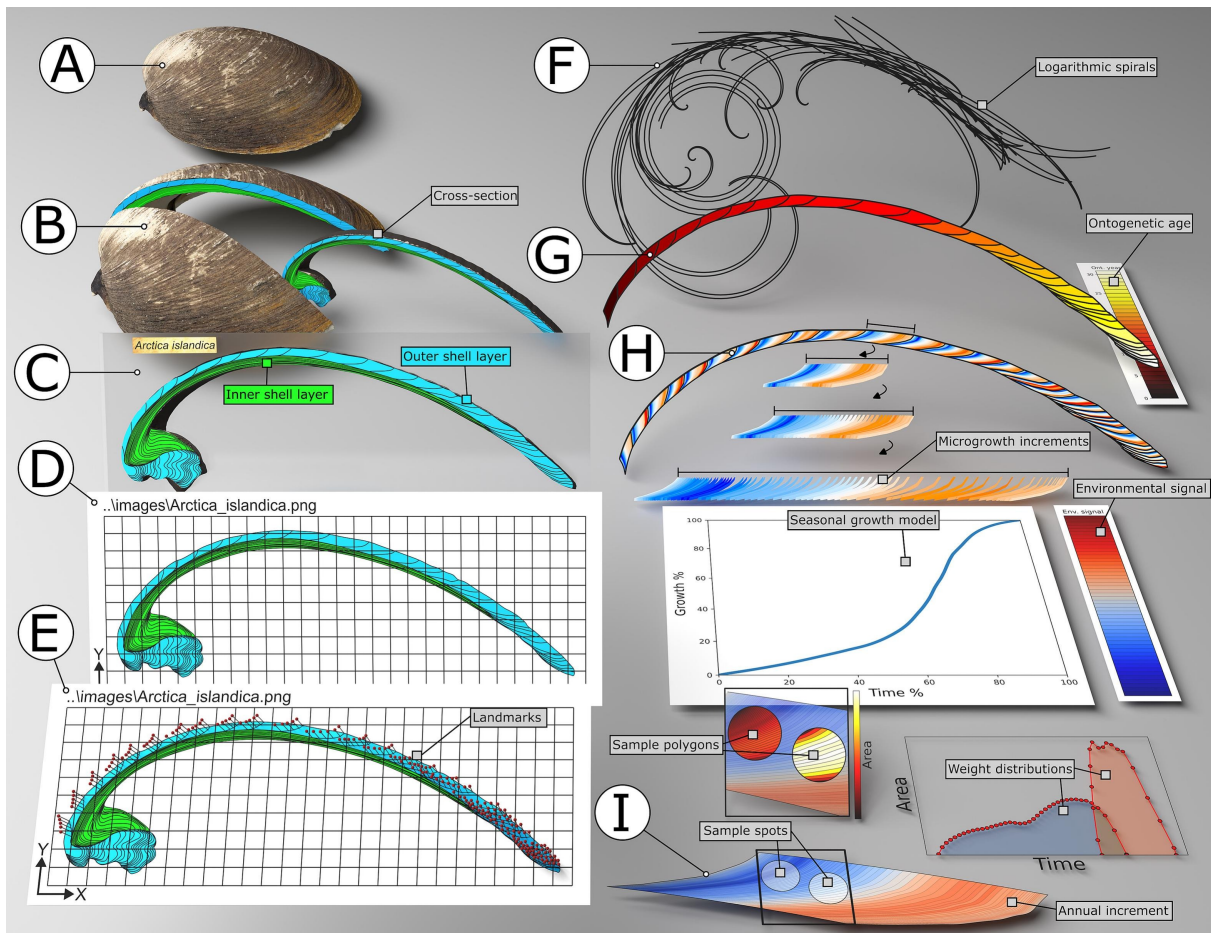 A
B
Cross-section
C
Arctica islandica
Outer shell layer
Inner shell layer
D
..\images\Arctica_islandica.png
Y
E
..\images\Arctica_islandica.png
Landmarks
Y
X
F
Logarithmic spirals
G
Ontogenetic age
Ont. year
H
Microgrowth increments
Environmental signal
Env. signal
Seasonal growth model
Growth %
100
80
60
40
20
0
0
20
40
60
80
100
Time %
Sample polygons
Area
Weight distributions
Area
Time
I
Sample spots
Annual increment